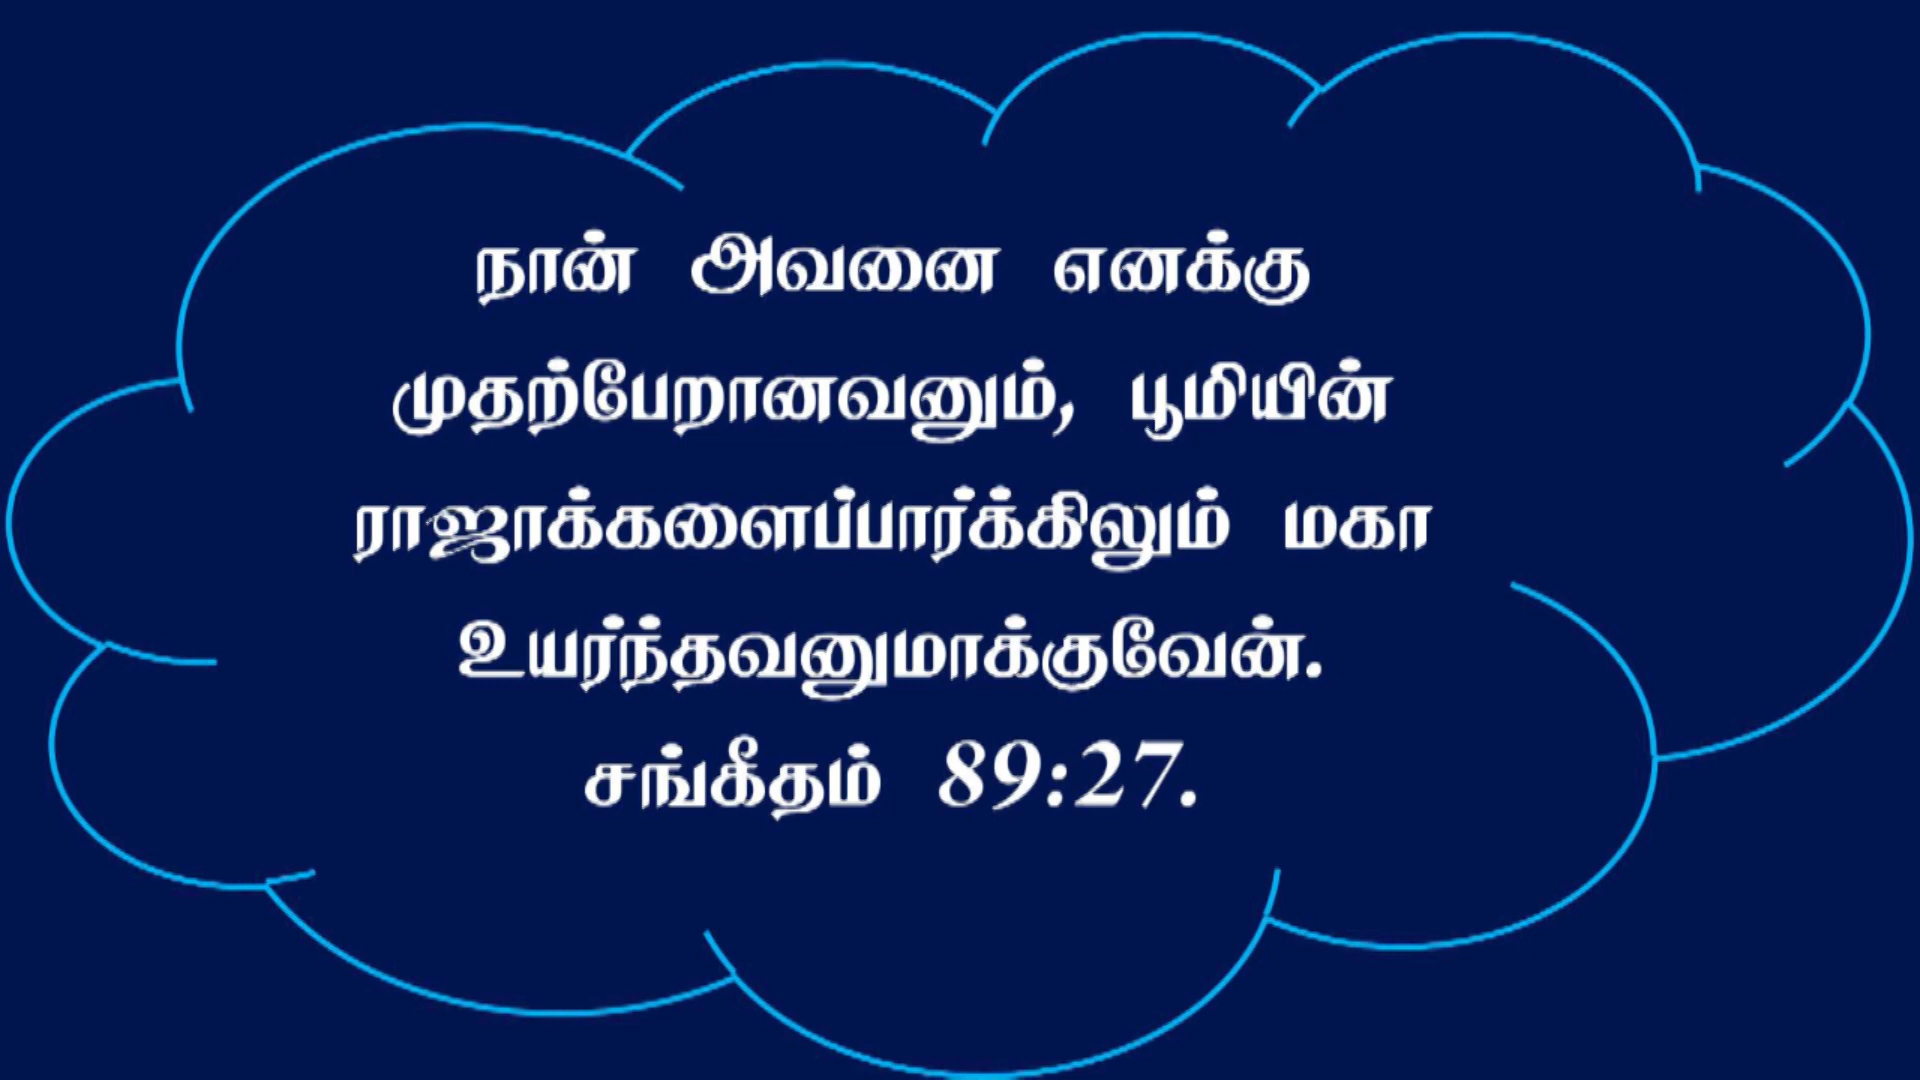 நான் அவனை எனக்கு
முதற்பேறானவனும், பூமியின்
ராஜாக்களைப்பார்க்கிலும் மகா
உயர்ந்தவனுமாக்குவேன்.
சங்கீதம் 89:27.